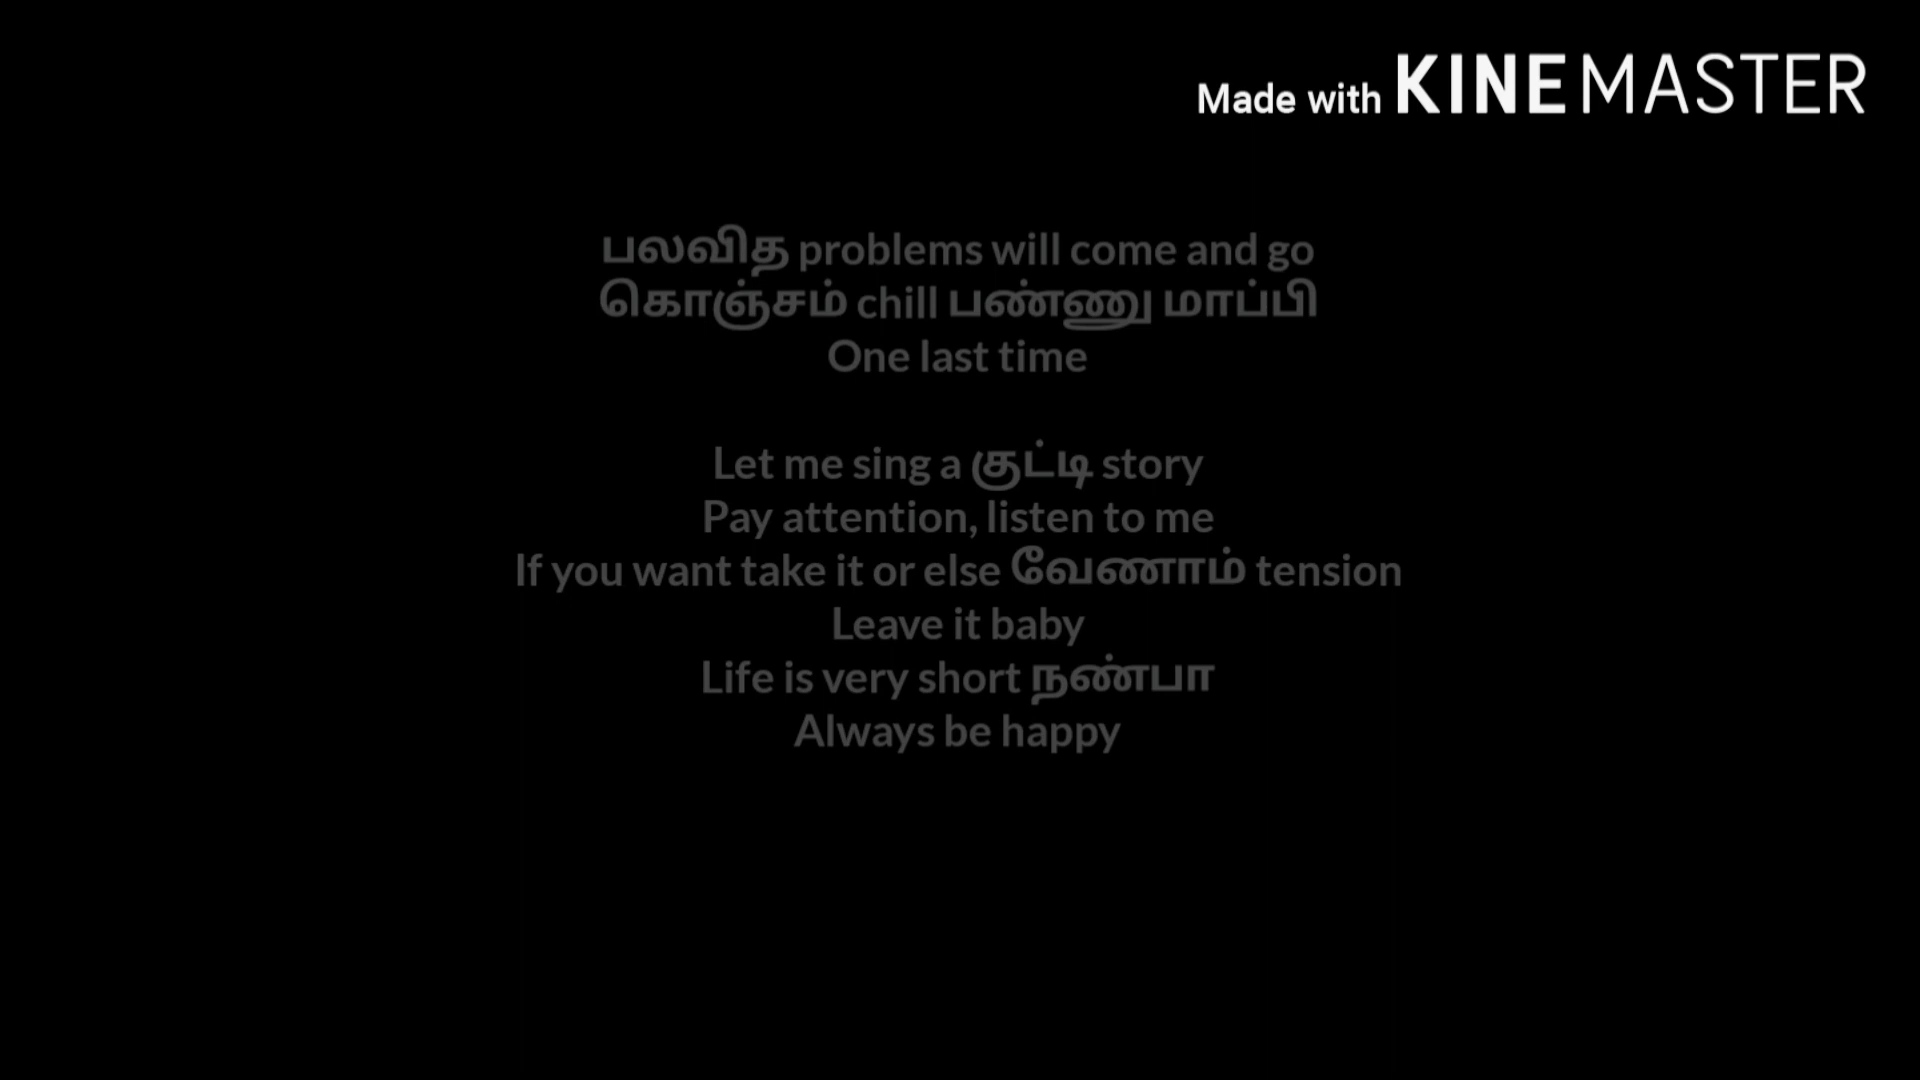 Made with KINEMASTER
பலவித problems will come and go
கொஞ்சம் chill பண்ணு மாப்பி
One last time
Let me sing a குட்டி story
Pay attention, listen to me
If you want take it or else வேணாம் tension
Leave it baby
Life is very short நண்பா
Always be happy